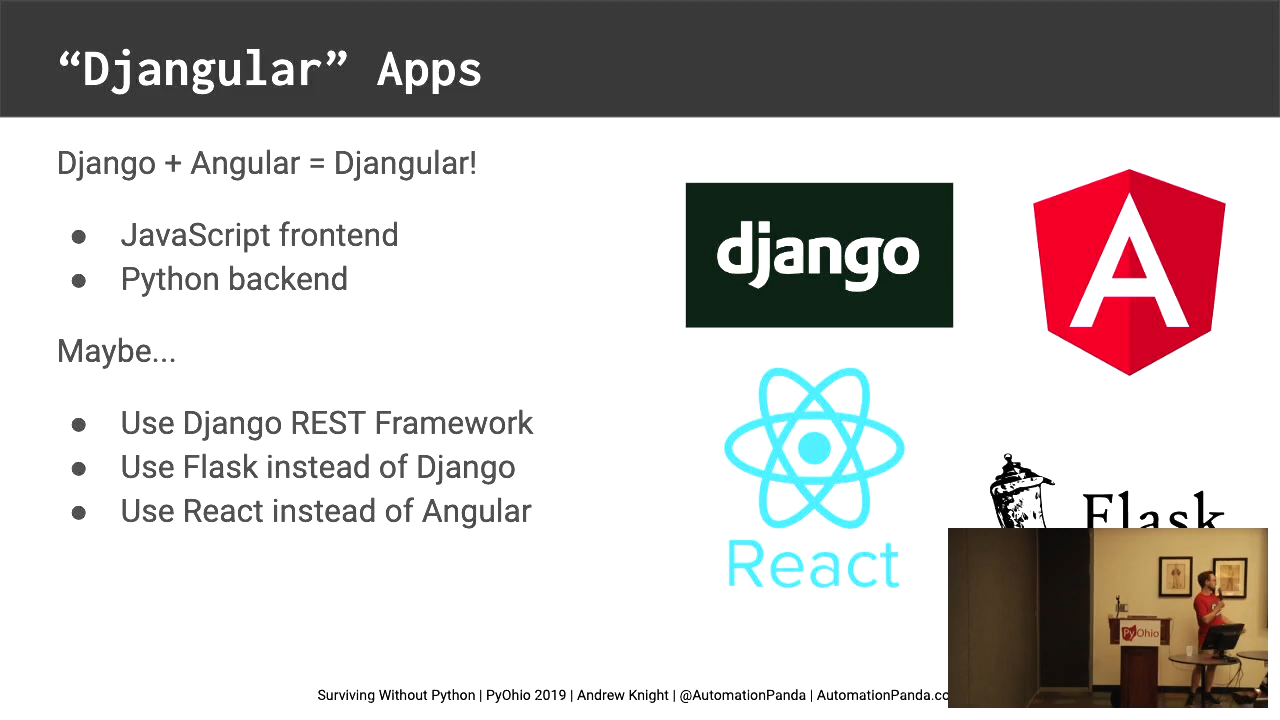 “Djangular” Apps
Django + Angular = Djangular!
● JavaScript frontend
● Python backend
Maybe...
● Use Django REST Framework
● Use Flask instead of Django
● Use React instead of Angular
django
A
React
Flask
PyOhio
Surviving Without Python | PyOhio 2019 | Andrew Knight | @AutomationPanda | AutomationPanda.co